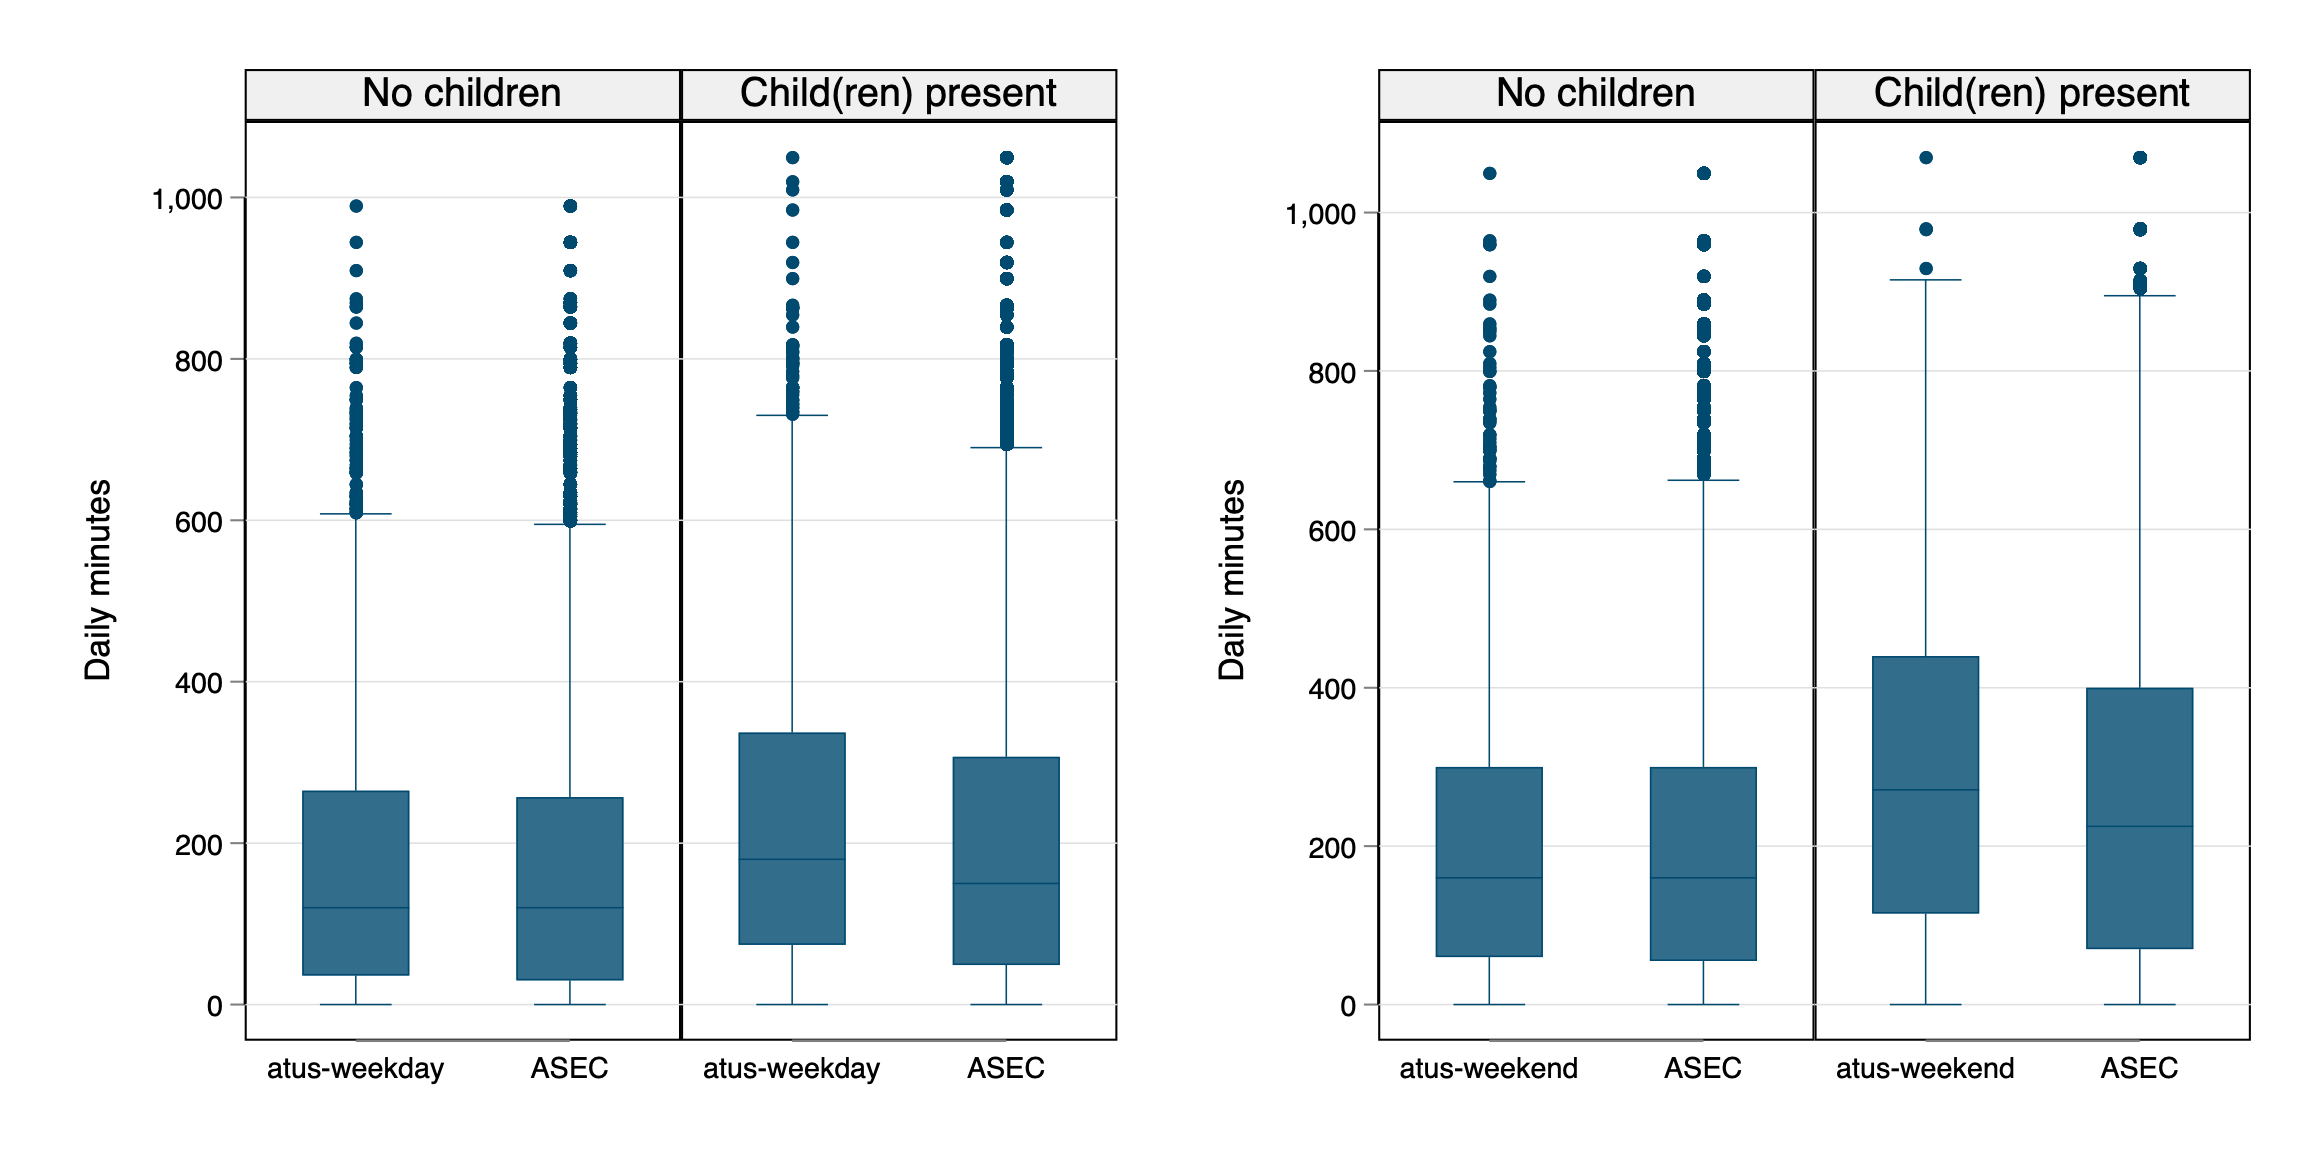 No children Child(ren) present
Daily minutes
1,000
800
600
400
200
0
atus-weekday ASEC atus-weekday ASEC
No children Child(ren) present
Daily minutes
1,000
800
600
400
200
0
atus-weekend ASEC atus-weekend ASEC